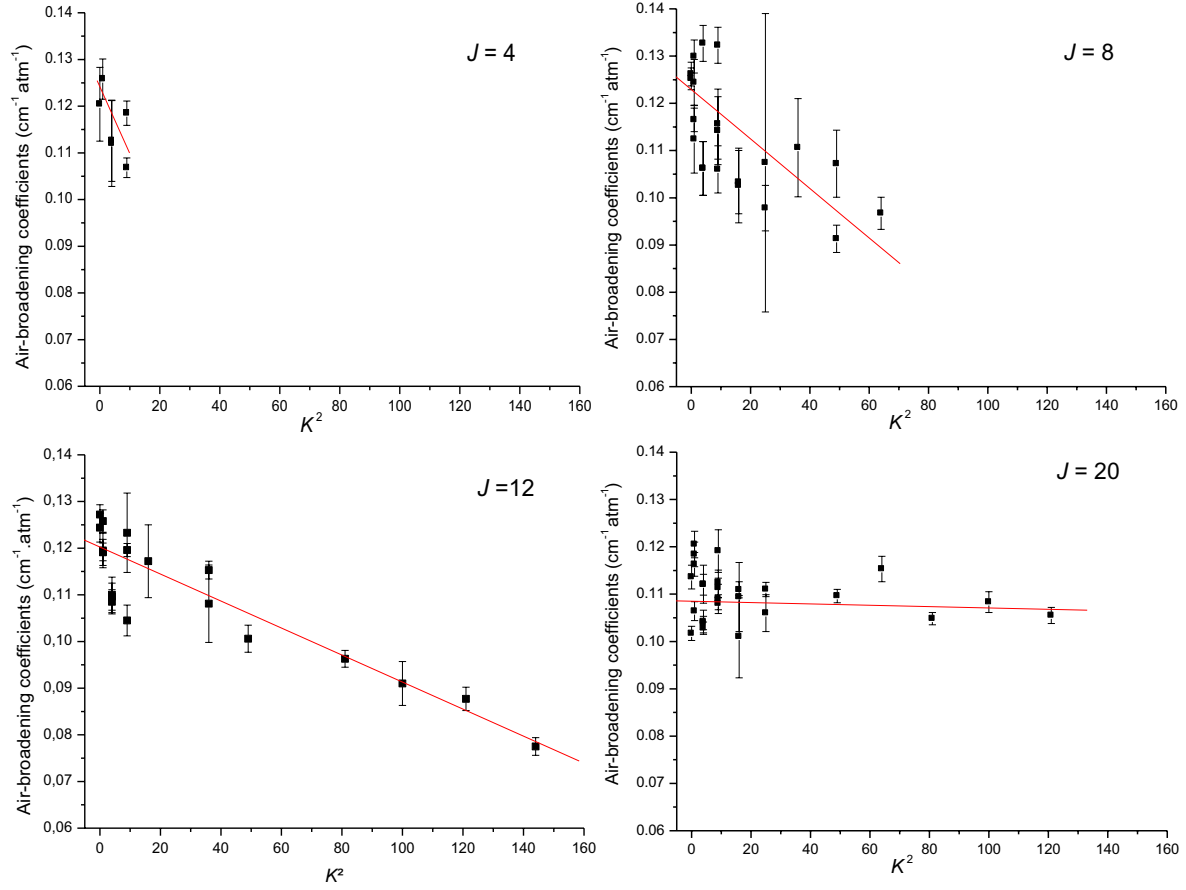 J = 4
Air-broadening coefficients (cm⁻¹ atm⁻¹)
0.14
0.13
0.12
0.11
0.10
0.09
0.08
0.07
0.06
0 20 40 60 80 100 120 140 160
K²
J = 8
Air-broadening coefficients (cm⁻¹ atm⁻¹)
0.14
0.13
0.12
0.11
0.10
0.09
0.08
0.07
0.06
0 20 40 60 80 100 120 140 160
K²
J =12
Air-broadening coefficients (cm⁻¹.atm⁻¹)
0,14
0,13
0,12
0,11
0,10
0,09
0,08
0,07
0,06
0 20 40 60 80 100 120 140 160
K²
J = 20
Air-broadening coefficients (cm⁻¹ atm⁻¹)
0.14
0.13
0.12
0.11
0.10
0.09
0.08
0.07
0.06
0 20 40 60 80 100 120 140 160
K²